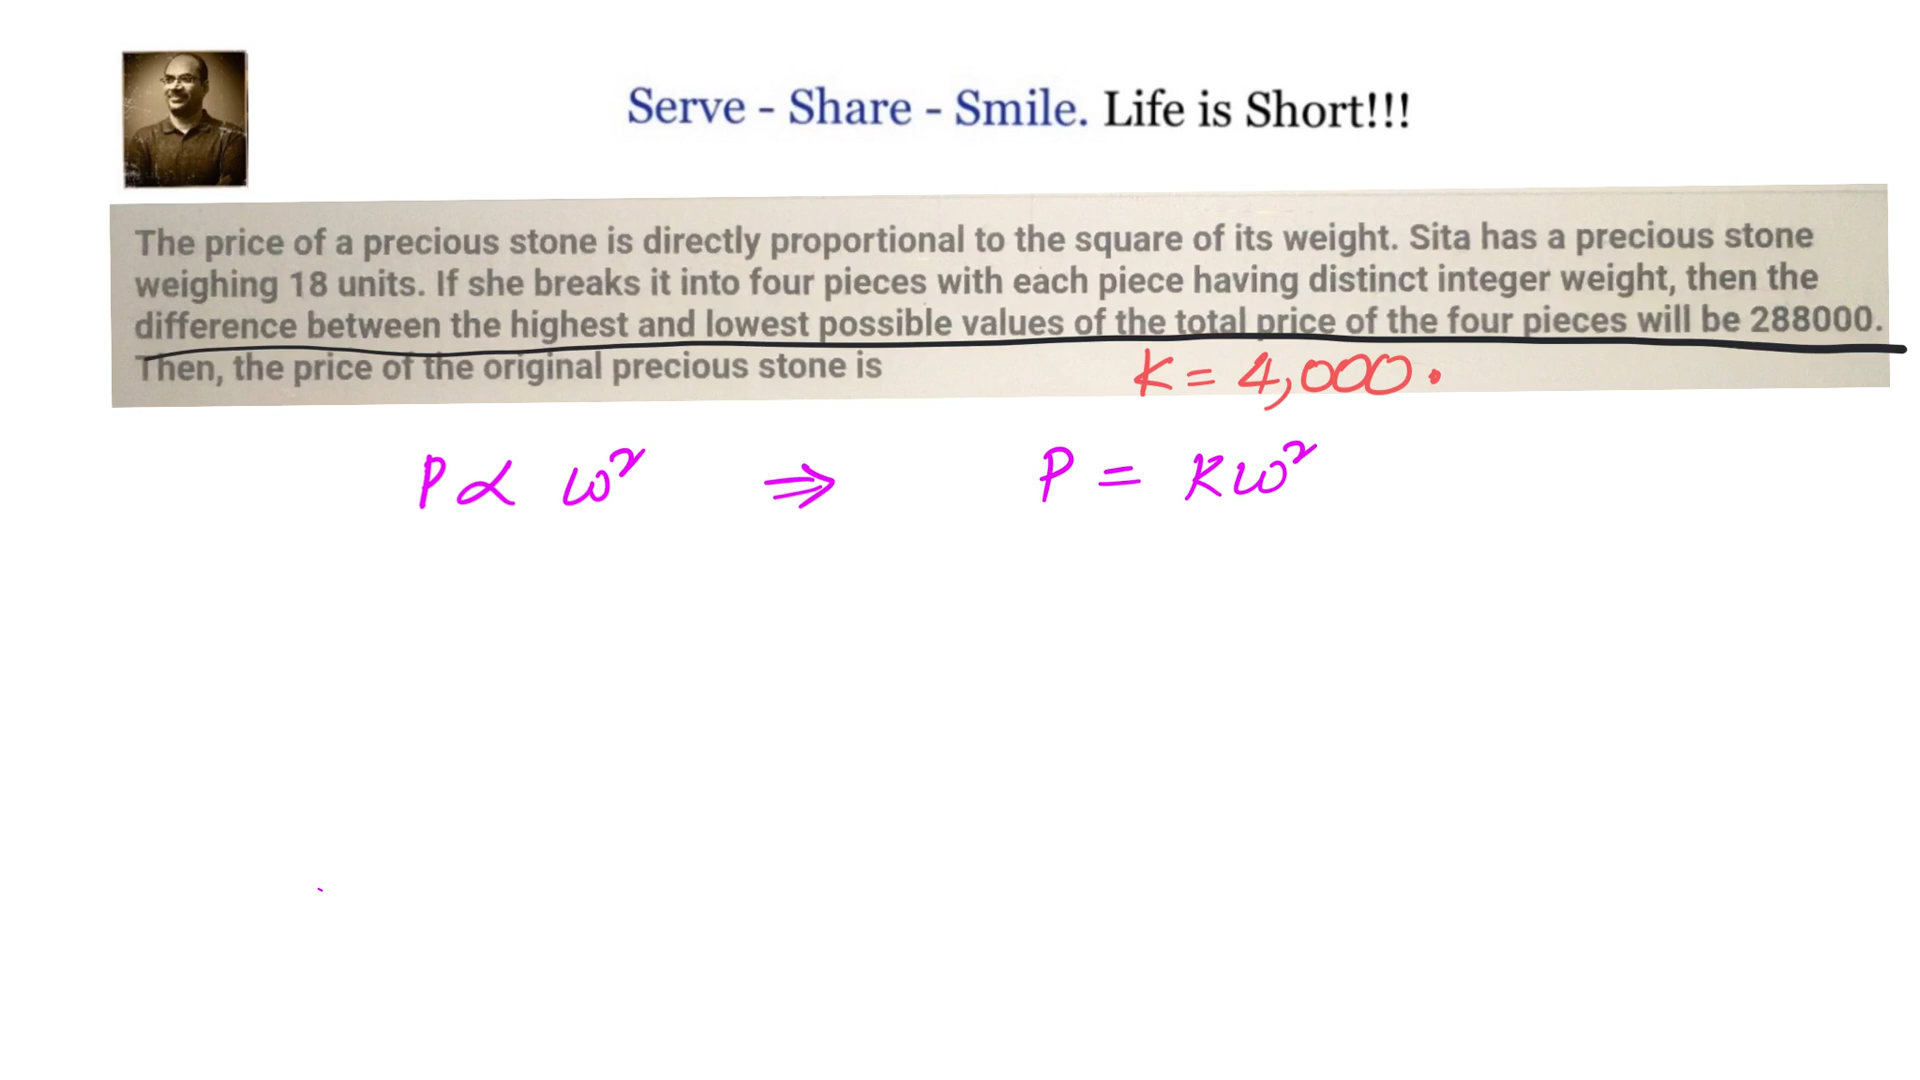 Serve - Share - Smile. Life is Short!!!
The price of a precious stone is directly proportional to the square of its weight. Sita has a precious stone
weighing 18 units. If she breaks it into four pieces with each piece having distinct integer weight, then the
difference between the highest and lowest possible values of the total price of the four pieces will be 288000.
Then, the price of the original precious stone is
K = 4,000.
P ∝ ω² ⇒ P = Kω²